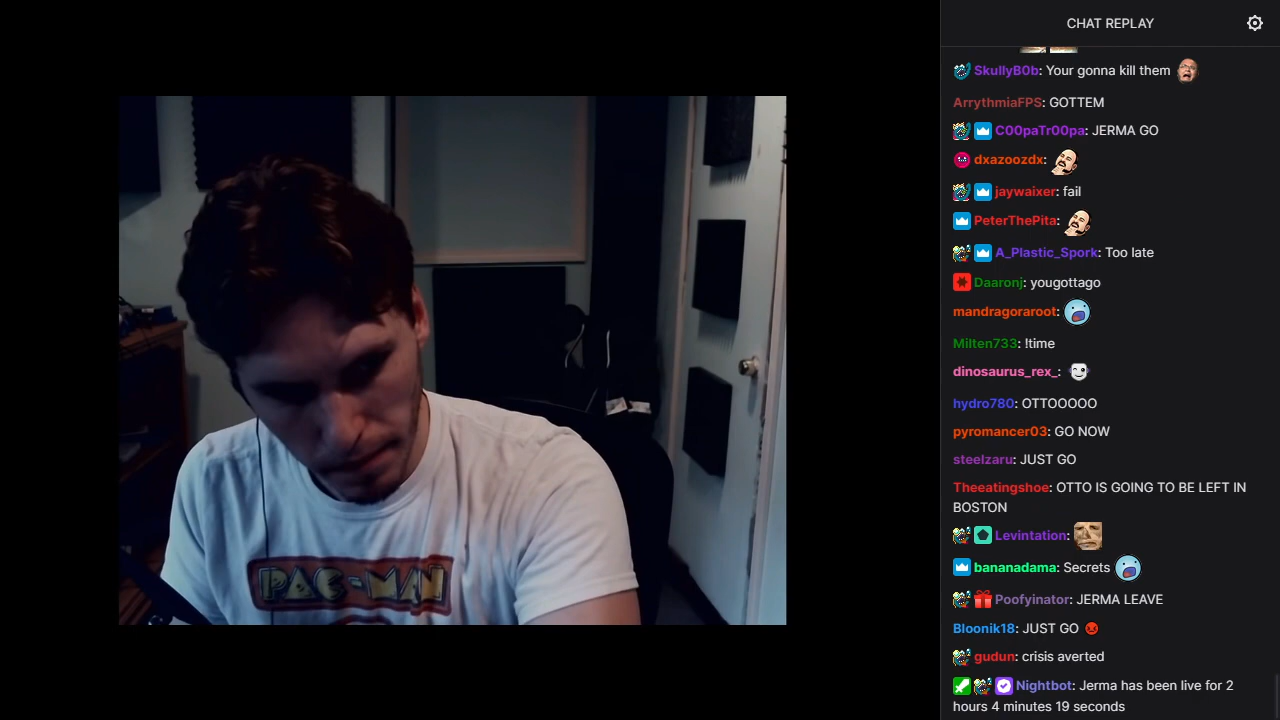 CHAT REPLAY
SkullyB0b: Your gonna kill them
ArrythmiaFPS: GOTTEM
C00paTr00pa: JERMA GO
dxazoozdx:
jaywaixer: fail
PeterThePita:
A_Plastic_Spork: Too late
Daaronj: yougottago
mandragoraroot:
Milten733: !time
dinosaurus_rex_:
hydro780: OTTOOOOO
pyromancer03: GO NOW
steelzaru: JUST GO
Theeatingshoe: OTTO IS GOING TO BE LEFT IN
BOSTON
Levintation:
bananadama: Secrets
Poofyinator: JERMA LEAVE
Bloonik18: JUST GO
gudun: crisis averted
Nightbot: Jerma has been live for 2
hours 4 minutes 19 seconds
PAC-MAN